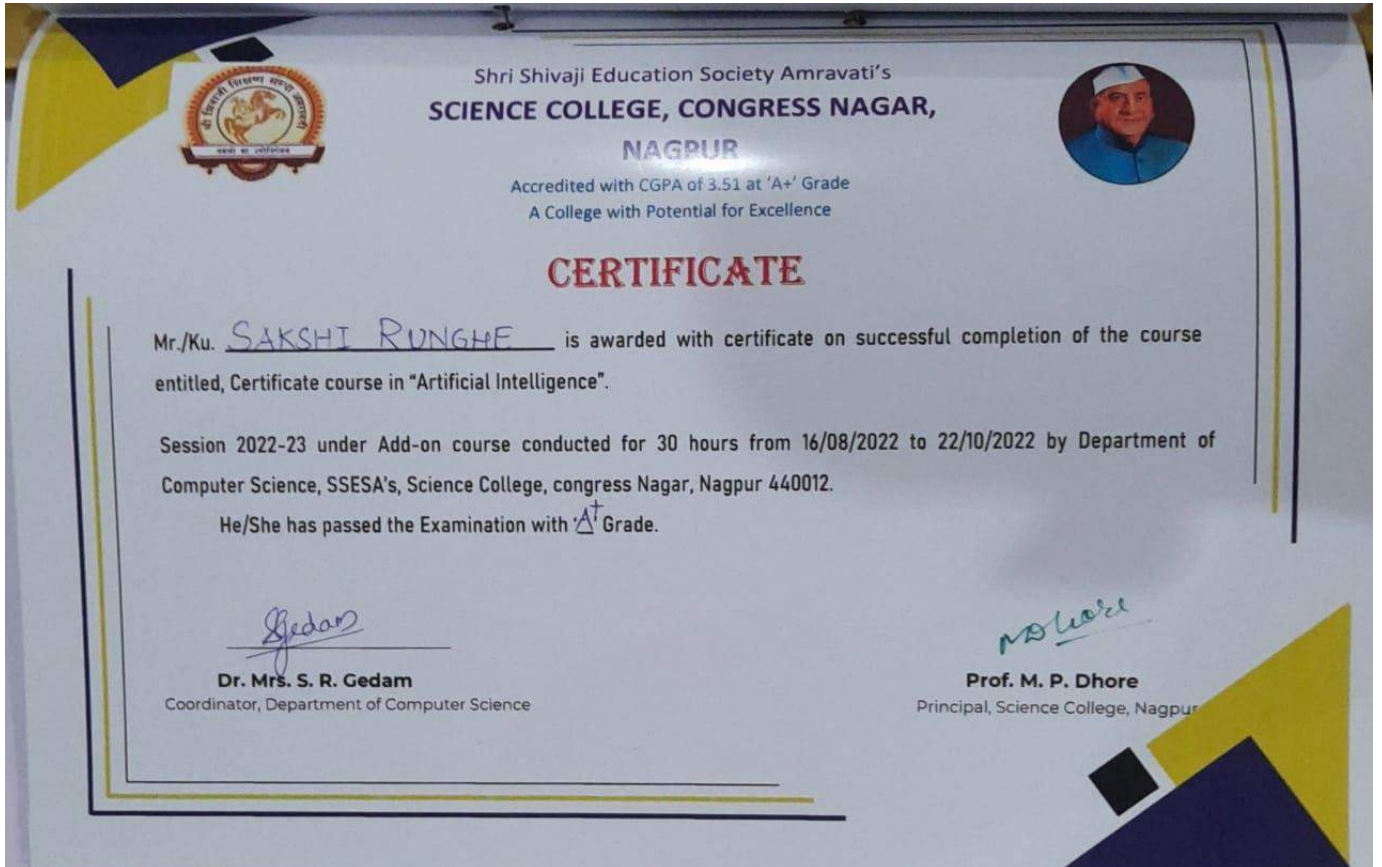 श्री शिवाजी शिक्षण संस्था अमरावती
Shri Shivaji Education Society Amravati's
SCIENCE COLLEGE, CONGRESS NAGAR,
NAGPUR
Accredited with CGPA of 3.51 at 'A+' Grade
A College with Potential for Excellence
CERTIFICATE
Mr./Ku. SAKSHI RUNGHE is awarded with certificate on successful completion of the course
entitled, Certificate course in “Artificial Intelligence”.
Session 2022-23 under Add-on course conducted for 30 hours from 16/08/2022 to 22/10/2022 by Department of
Computer Science, SSESA's, Science College, congress Nagar, Nagpur 440012.
He/She has passed the Examination with 'A+' Grade.
SGedam
Dr. Mrs. S. R. Gedam
Coordinator, Department of Computer Science
MDhore
Prof. M. P. Dhore
Principal, Science College, Nagpur